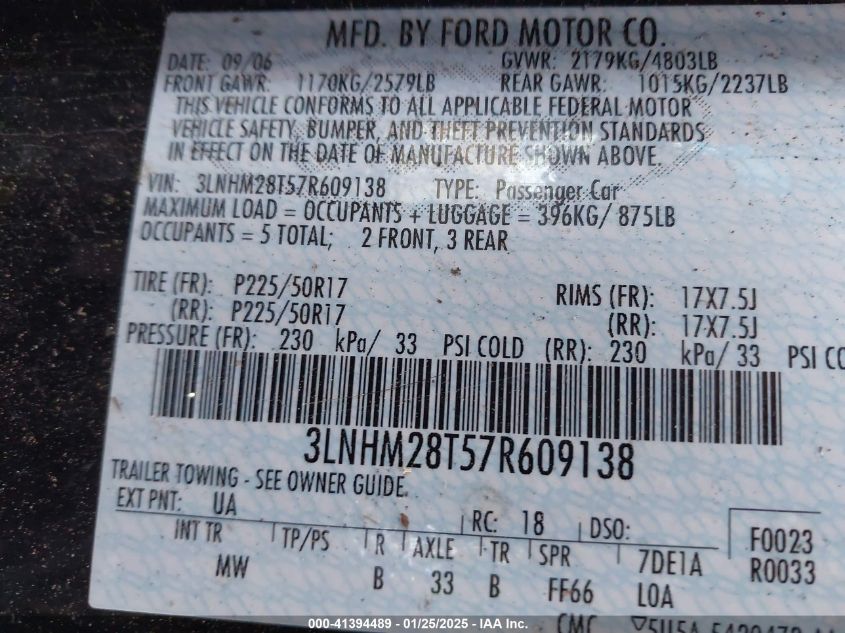 MFD. BY FORD MOTOR CO.
DATE: 09/06 GVWR: 2179KG/4803LB
FRONT GAWR: 1170KG/2579LB REAR GAWR: 1015KG/2237LB
THIS VEHICLE CONFORMS TO ALL APPLICABLE FEDERAL MOTOR
VEHICLE SAFETY, BUMPER, AND THEFT PREVENTION STANDARDS
IN EFFECT ON THE DATE OF MANUFACTURE SHOWN ABOVE.
VIN: 3LNHM28T57R609138 TYPE: Passenger Car
MAXIMUM LOAD = OCCUPANTS + LUGGAGE = 396KG/ 875LB
OCCUPANTS = 5 TOTAL; 2 FRONT, 3 REAR
TIRE (FR): P225/50R17 RIMS (FR): 17X7.5J
(RR): P225/50R17 (RR): 17X7.5J
PRESSURE (FR): 230 kPa/ 33 PSI COLD (RR): 230 kPa/ 33 PSI CO
3LNHM28T57R609138
TRAILER TOWING - SEE OWNER GUIDE.
EXT PNT: UA RC: 18 DSO: F0023
INT TR TP/PS R AXLE TR SPR 7DE1A R0033
MW B 33 B FF66 LOA
CMC
000-41394489 - 01/25/2025 - © IAA Inc.